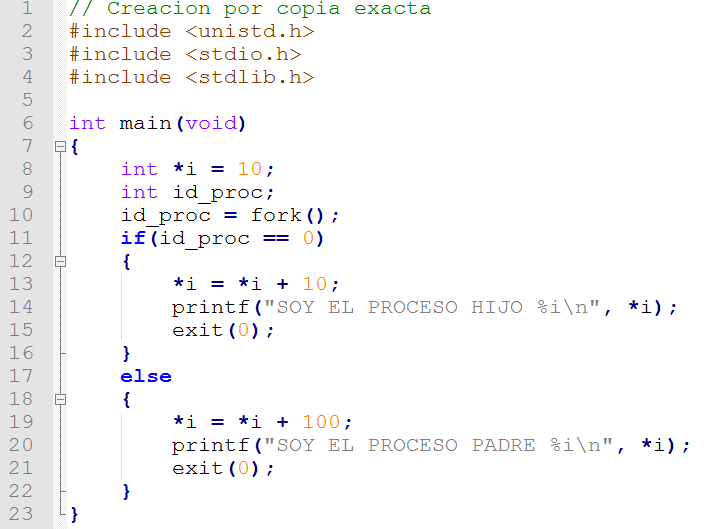 1 // Creacion por copia exacta
2 #include <unistd.h>
3 #include <stdio.h>
4 #include <stdlib.h>
5
6 int main(void)
7 {
8 int *i = 10;
9 int id_proc;
10 id_proc = fork();
11 if(id_proc == 0)
12 {
13 *i = *i + 10;
14 printf("SOY EL PROCESO HIJO %i\n", *i);
15 exit(0);
16 }
17 else
18 {
19 *i = *i + 100;
20 printf("SOY EL PROCESO PADRE %i\n", *i);
21 exit(0);
22 }
23 }